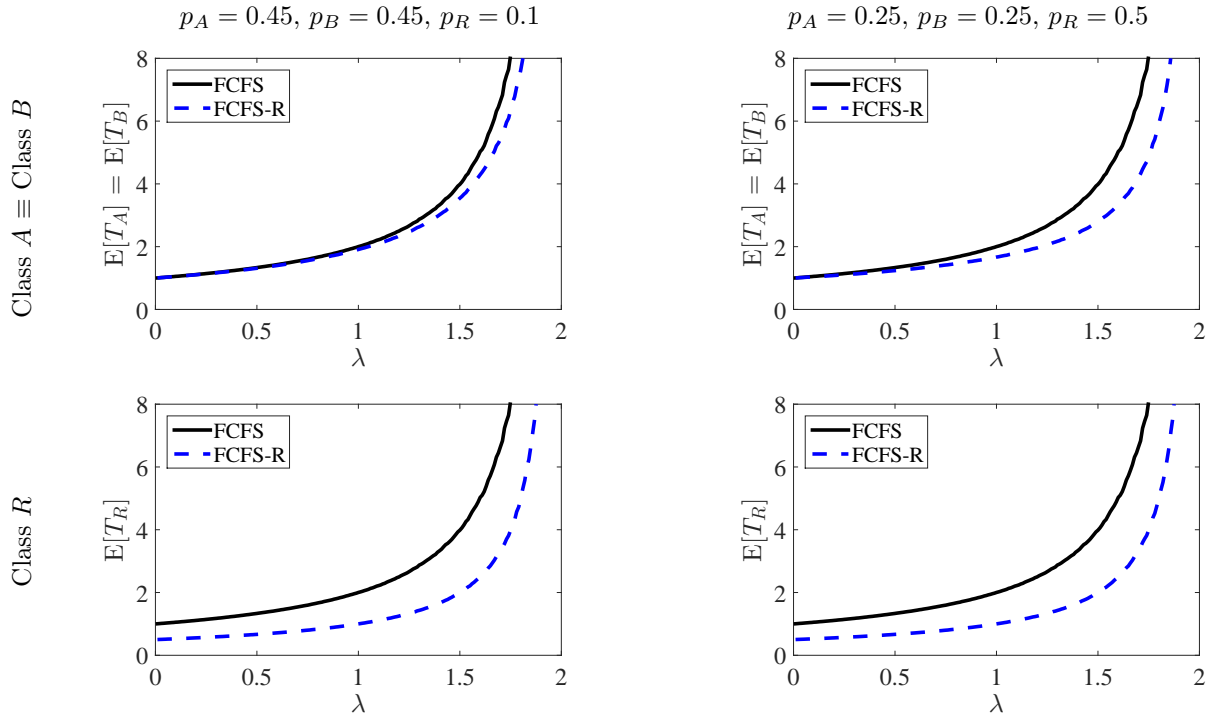 p_A = 0.45, p_B = 0.45, p_R = 0.1
p_A = 0.25, p_B = 0.25, p_R = 0.5
Class A ≡ Class B
E[T_A] = E[T_B]
8
6
4
2
0
FCFS
FCFS-R
0 0.5 1 1.5 2
λ
E[T_A] = E[T_B]
8
6
4
2
0
FCFS
FCFS-R
0 0.5 1 1.5 2
λ
Class R
E[T_R]
8
6
4
2
0
FCFS
FCFS-R
0 0.5 1 1.5 2
λ
E[T_R]
8
6
4
2
0
FCFS
FCFS-R
0 0.5 1 1.5 2
λ